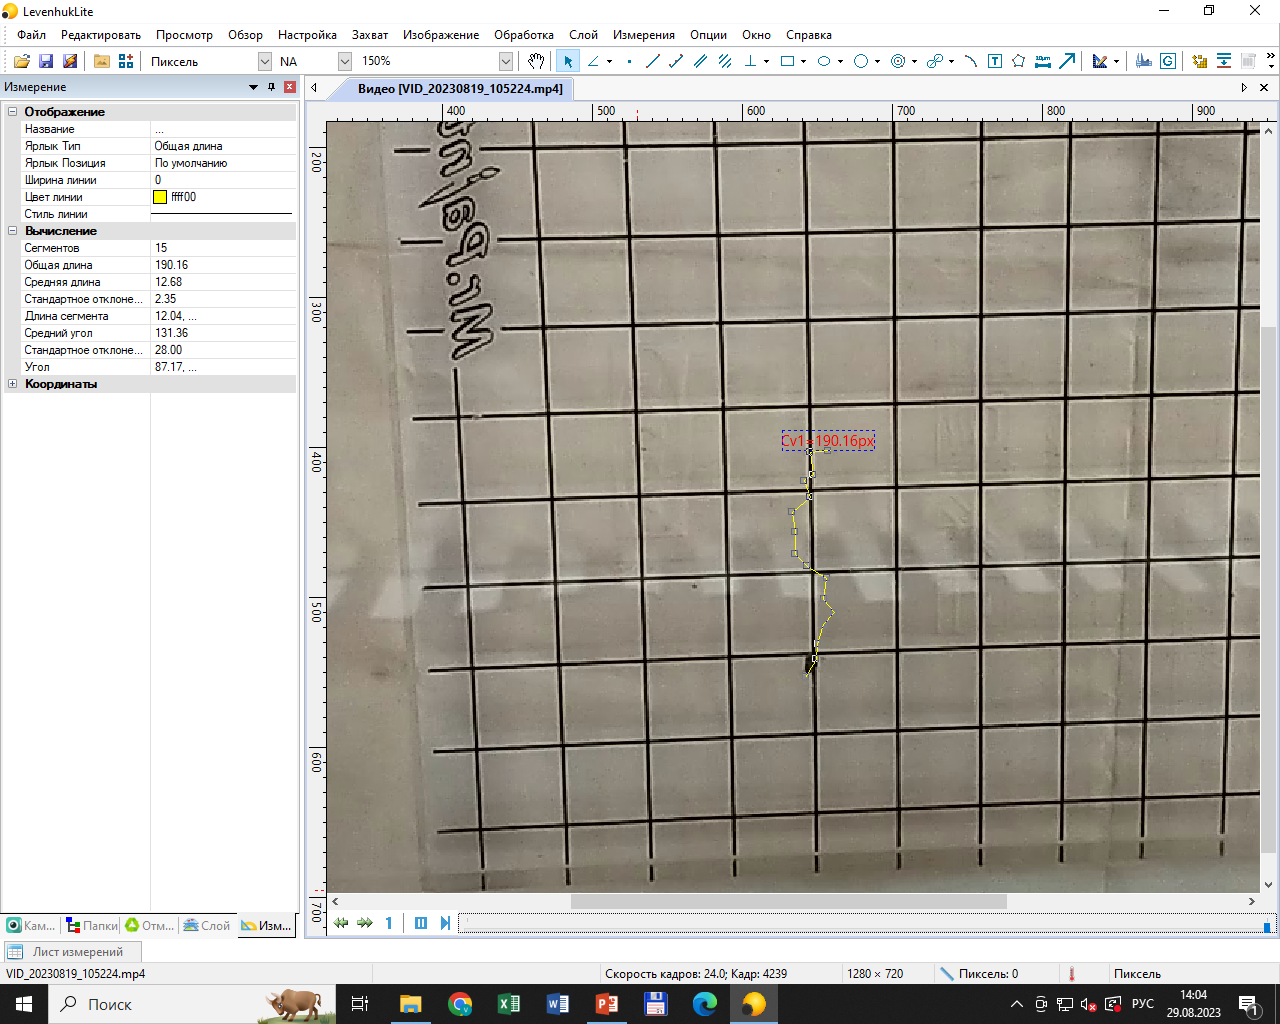 LevenhukLite
Файл Редактировать Просмотр Обзор Настройка Захват Изображение Обработка Слой Измерения Опции Окно Справка
Пиксель NA 150%
Измерение
Видео [VID_20230819_105224.mp4]
Отображение
Название ...
Ярлык Тип Общая длина
Ярлык Позиция По умолчанию
Ширина линии 0
Цвет линии ffff00
Стиль линии
Вычисление
Сегментов 15
Общая длина 190.16
Средняя длина 12.68
Стандартное отклоне... 2.35
Длина сегмента 12.04, ...
Средний угол 131.36
Стандартное отклоне... 28.00
Угол 87.17, ...
Координаты
400 500 600 700 800 900
200
300
400
500
600
700
Mr.Painter
Cv1=190.16px
1
Кам... Папки Отм... Слой Изм...
Лист измерений
VID_20230819_105224.mp4 Скорость кадров: 24.0; Кадр: 4239 1280 × 720 Пиксель: 0 Пиксель
Поиск
РУС
14:04
29.08.2023
1